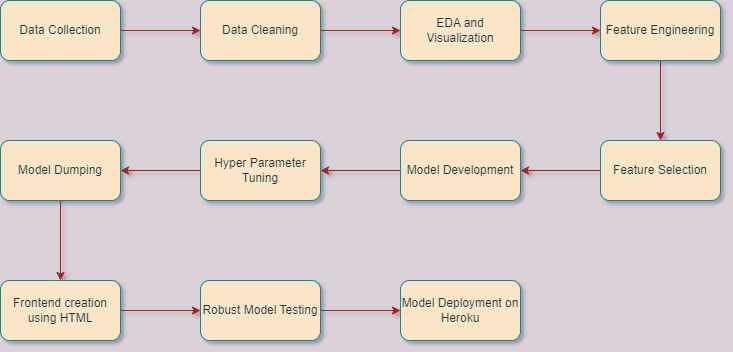 Data Collection
Data Cleaning
EDA and
Visualization
Feature Engineering
Model Dumping
Hyper Parameter
Tuning
Model Development
Feature Selection
Frontend creation
using HTML
Robust Model Testing
Model Deployment on
Heroku